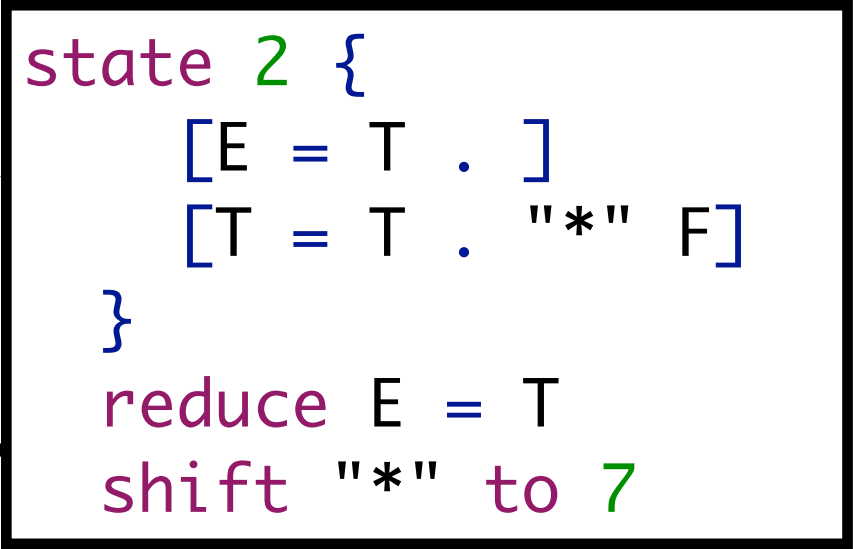 state 2 {
[E = T . ]
[T = T . "*" F]
}
reduce E = T
shift "*" to 7